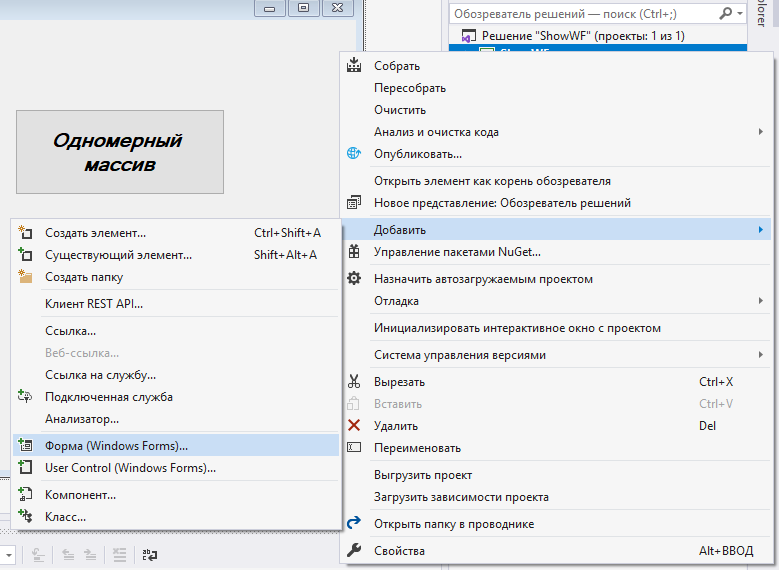 Обозреватель решений — поиск (Ctrl+;)
Решение "ShowWF" (проекты: 1 из 1)
Одномерный
массив
Собрать
Пересобрать
Очистить
Анализ и очистка кода
Опубликовать...
Открыть элемент как корень обозревателя
Новое представление: Обозреватель решений
Добавить
Управление пакетами NuGet...
Назначить автозагружаемым проектом
Отладка
Инициализировать интерактивное окно с проектом
Система управления версиями
Вырезать Ctrl+X
Вставить Ctrl+V
Удалить Del
Переименовать
Выгрузить проект
Загрузить зависимости проекта
Открыть папку в проводнике
Свойства Alt+ВВОД
Создать элемент... Ctrl+Shift+A
Существующий элемент... Shift+Alt+A
Создать папку
Клиент REST API...
Ссылка...
Веб-ссылка...
Ссылка на службу...
Подключенная служба
Анализатор...
Форма (Windows Forms)...
User Control (Windows Forms)...
Компонент...
Класс...